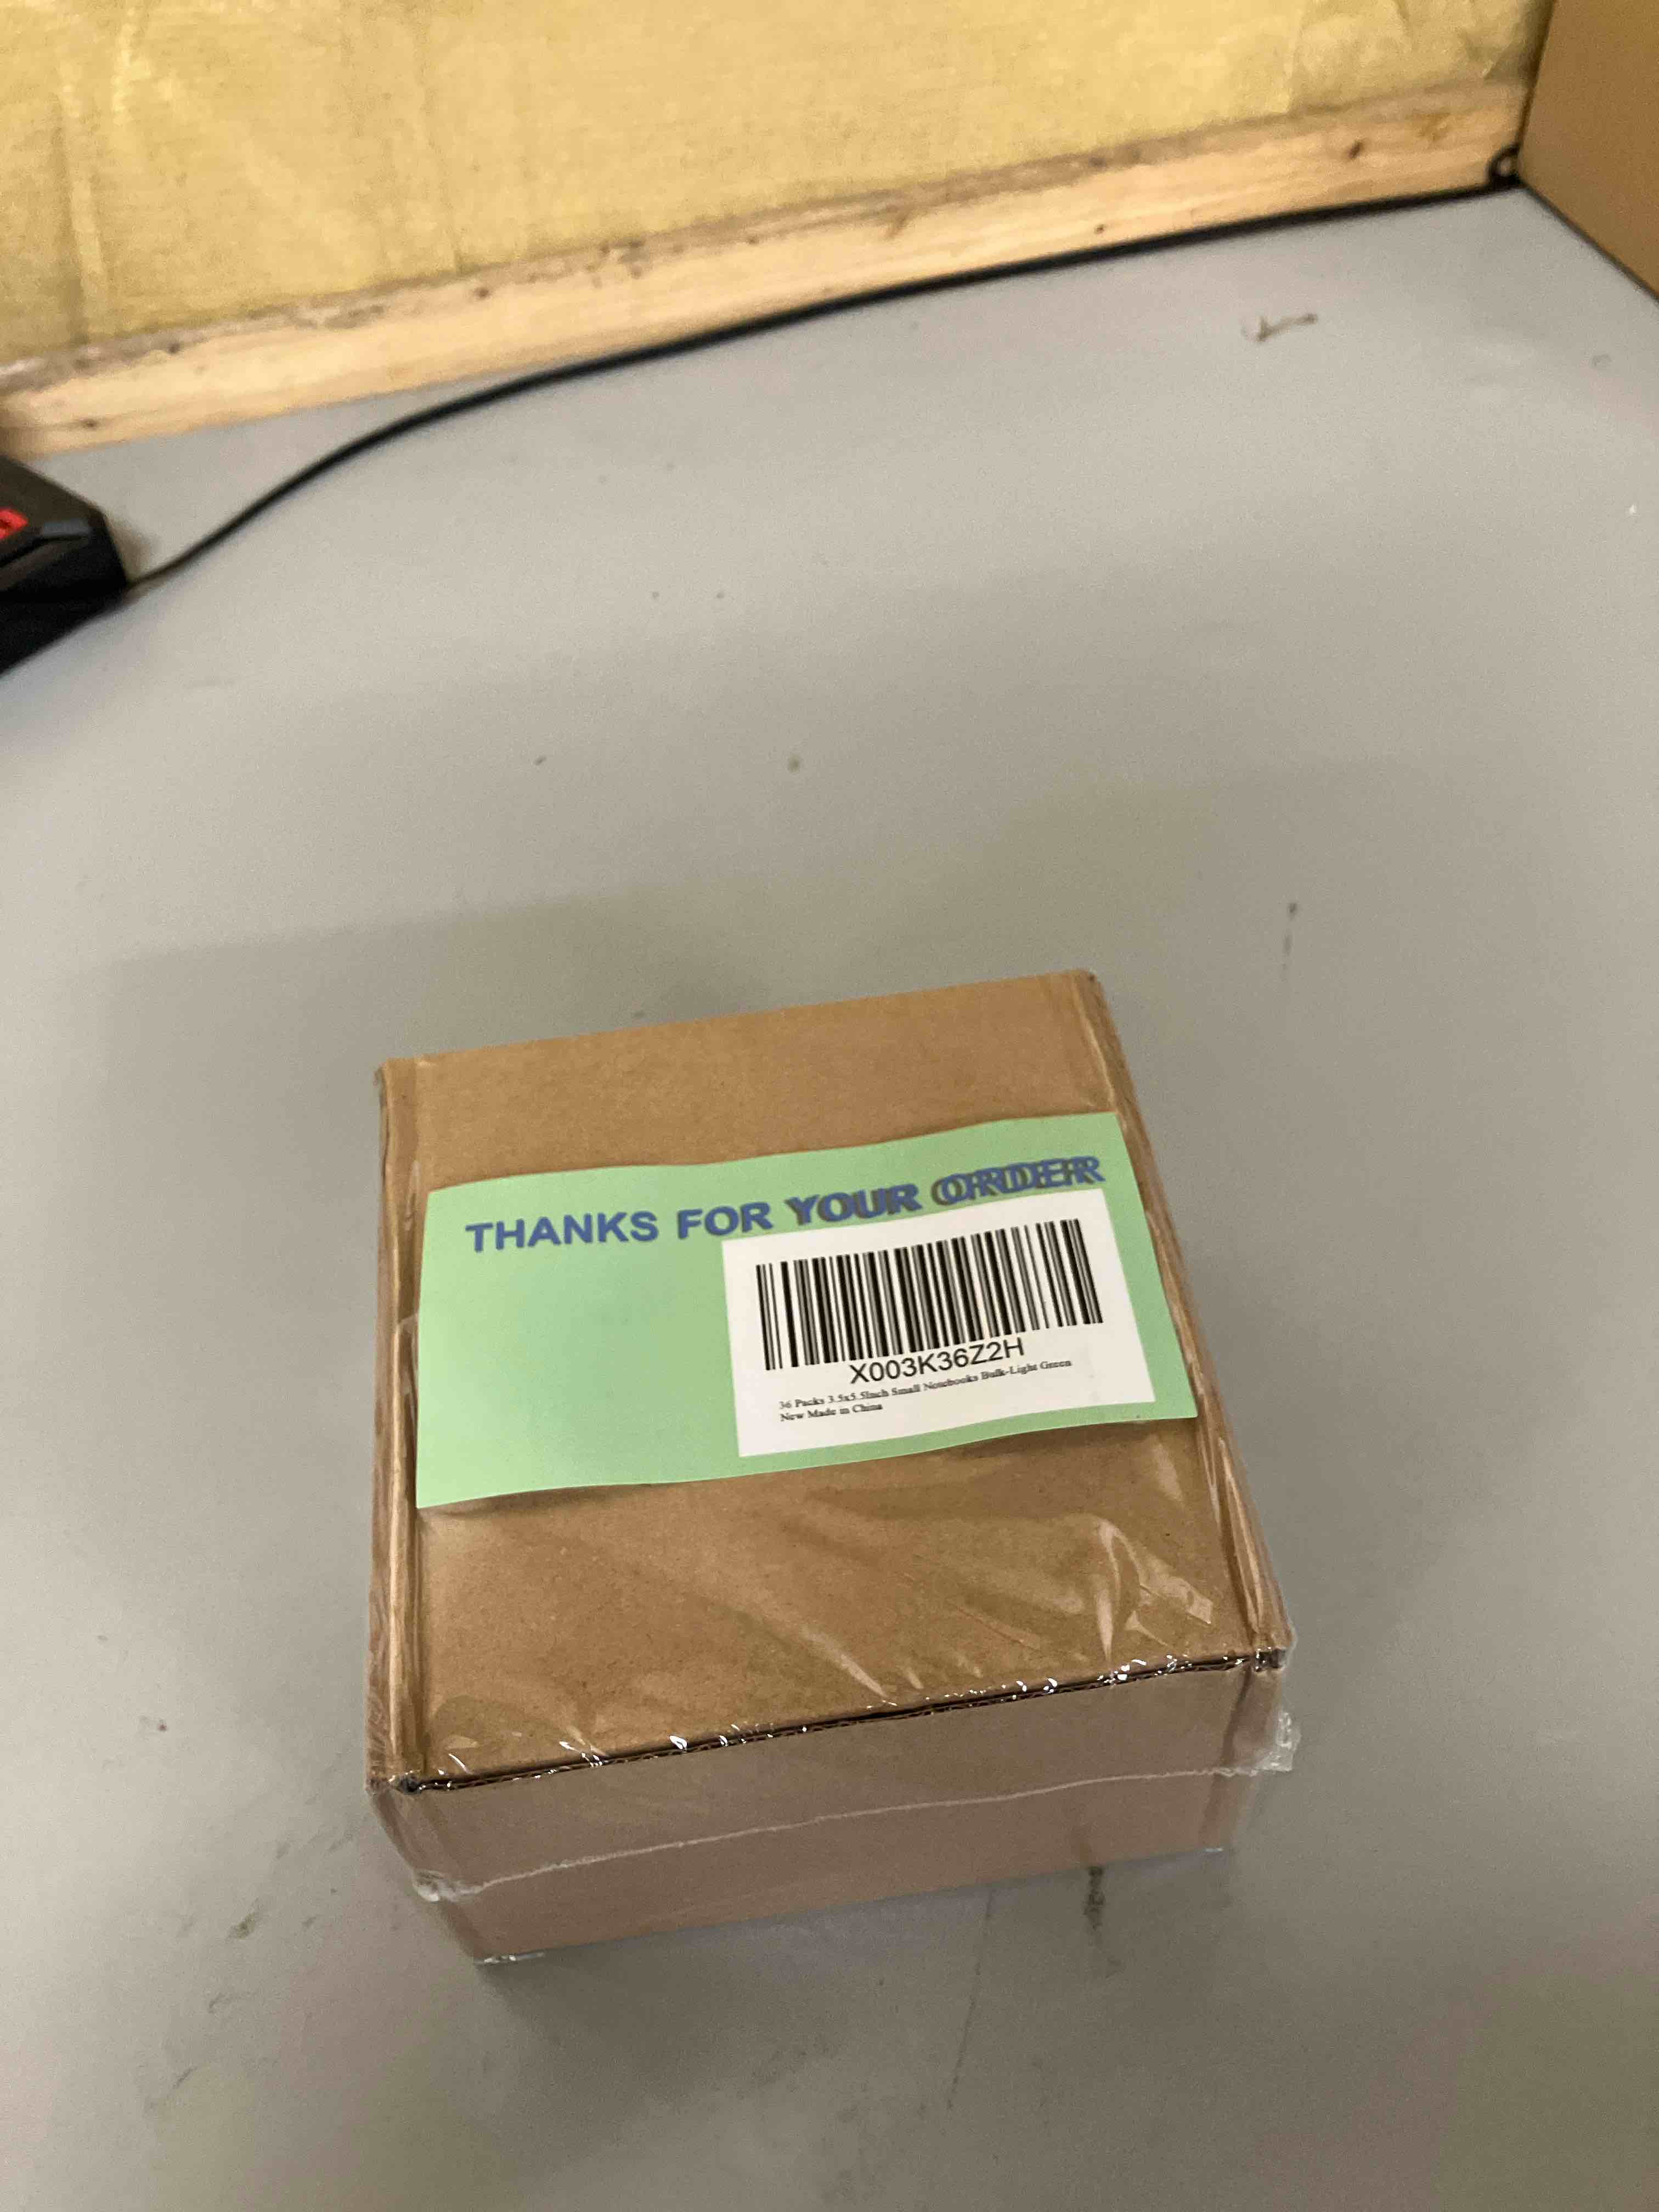 THANKS FOR YOUR ORDER
X003K36Z2H
36 Packs 3.5x5.5Inch Small Notebooks Bulk-Light Green
New Made in China